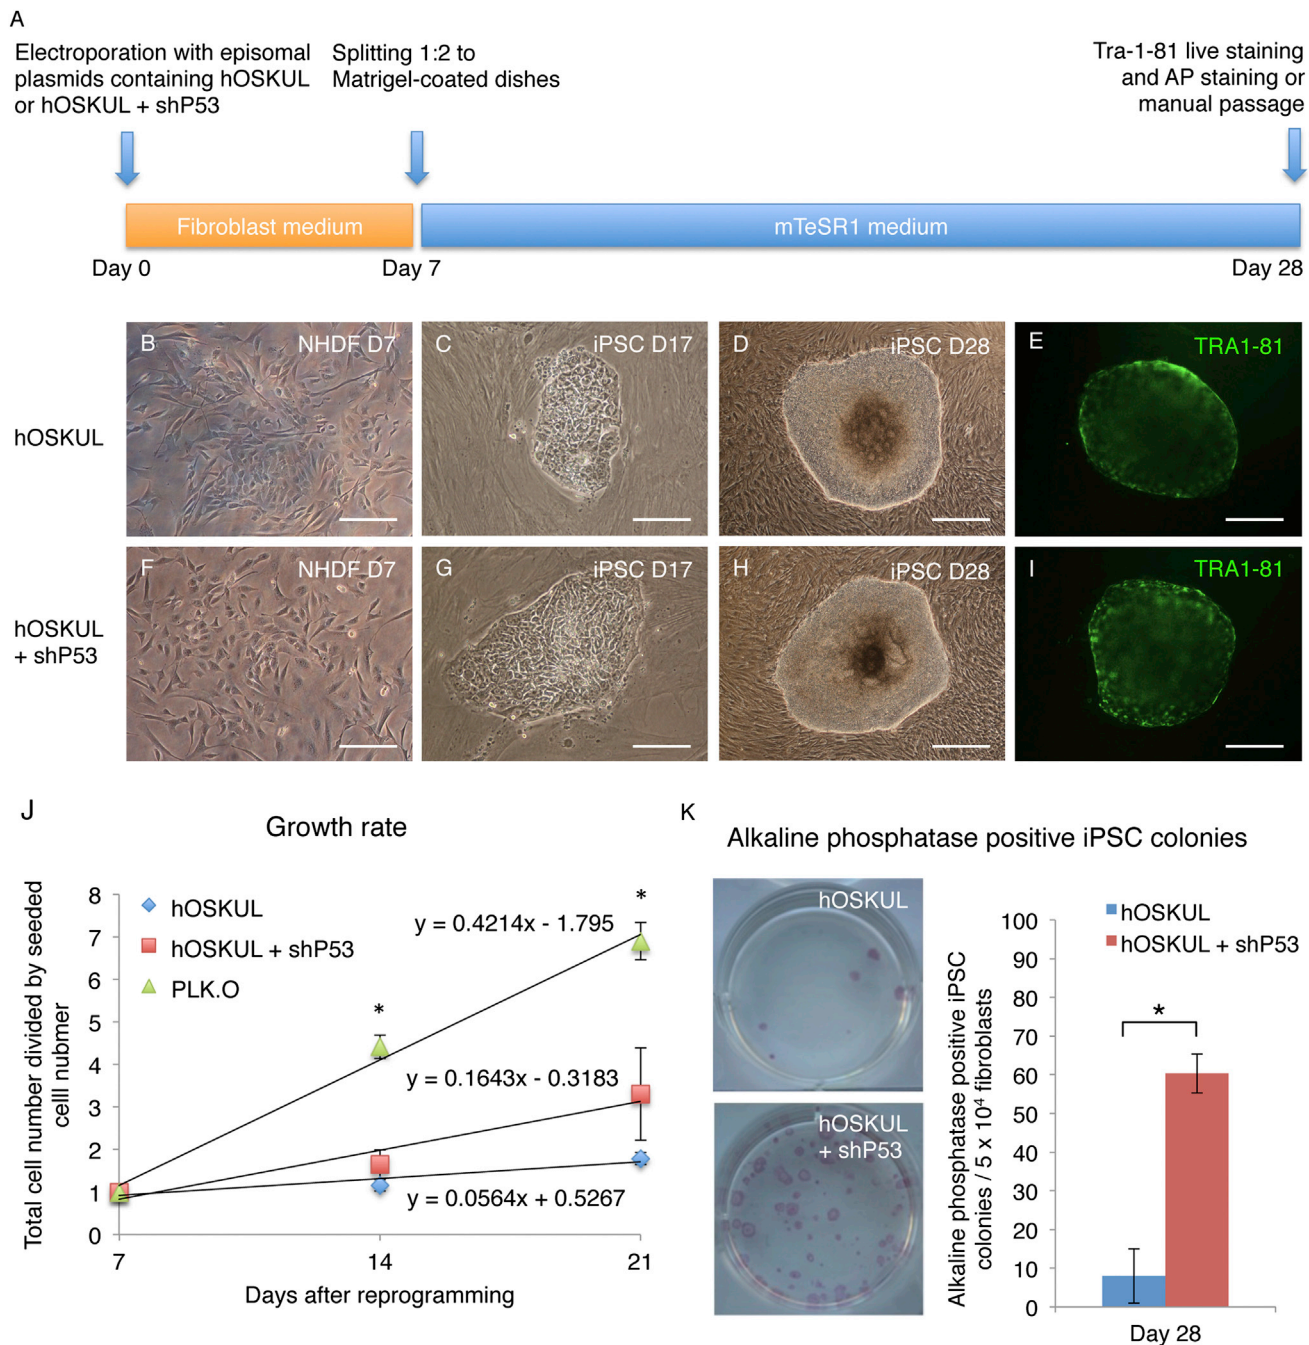 A
Electroporation with episomal
plasmids containing hOSKUL
or hOSKUL + shP53
Splitting 1:2 to
Matrigel-coated dishes
Tra-1-81 live staining
and AP staining or
manual passage
Fibroblast medium
mTeSR1 medium
Day 0
Day 7
Day 28
hOSKUL
B
NHDF D7
C
iPSC D17
D
iPSC D28
E
TRA1-81
hOSKUL
+ shP53
F
NHDF D7
G
iPSC D17
H
iPSC D28
I
TRA1-81
J
Growth rate
Total cell number divided by seeded
celll nubmer
8
7
6
5
4
3
2
1
0
hOSKUL
hOSKUL + shP53
PLK.O
y = 0.4214x - 1.795
y = 0.1643x - 0.3183
y = 0.0564x + 0.5267
*
*
7
14
21
Days after reprogramming
K
Alkaline phosphatase positive iPSC colonies
hOSKUL
hOSKUL
+ shP53
Alkaline phosphatase positive iPSC
colonies / 5 x 10⁴ fibroblasts
100
90
80
70
60
50
40
30
20
10
0
hOSKUL
hOSKUL + shP53
*
Day 28